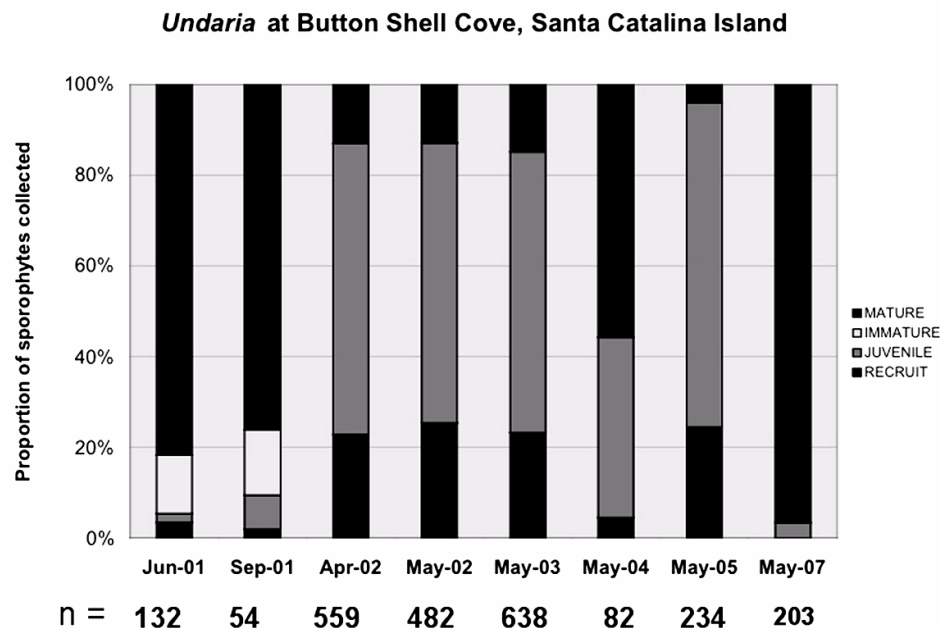 Undaria at Button Shell Cove, Santa Catalina Island
Proportion of sporophytes collected
100%
80%
60%
40%
20%
0%
MATURE
IMMATURE
JUVENILE
RECRUIT
Jun-01 Sep-01 Apr-02 May-02 May-03 May-04 May-05 May-07
n = 132 54 559 482 638 82 234 203